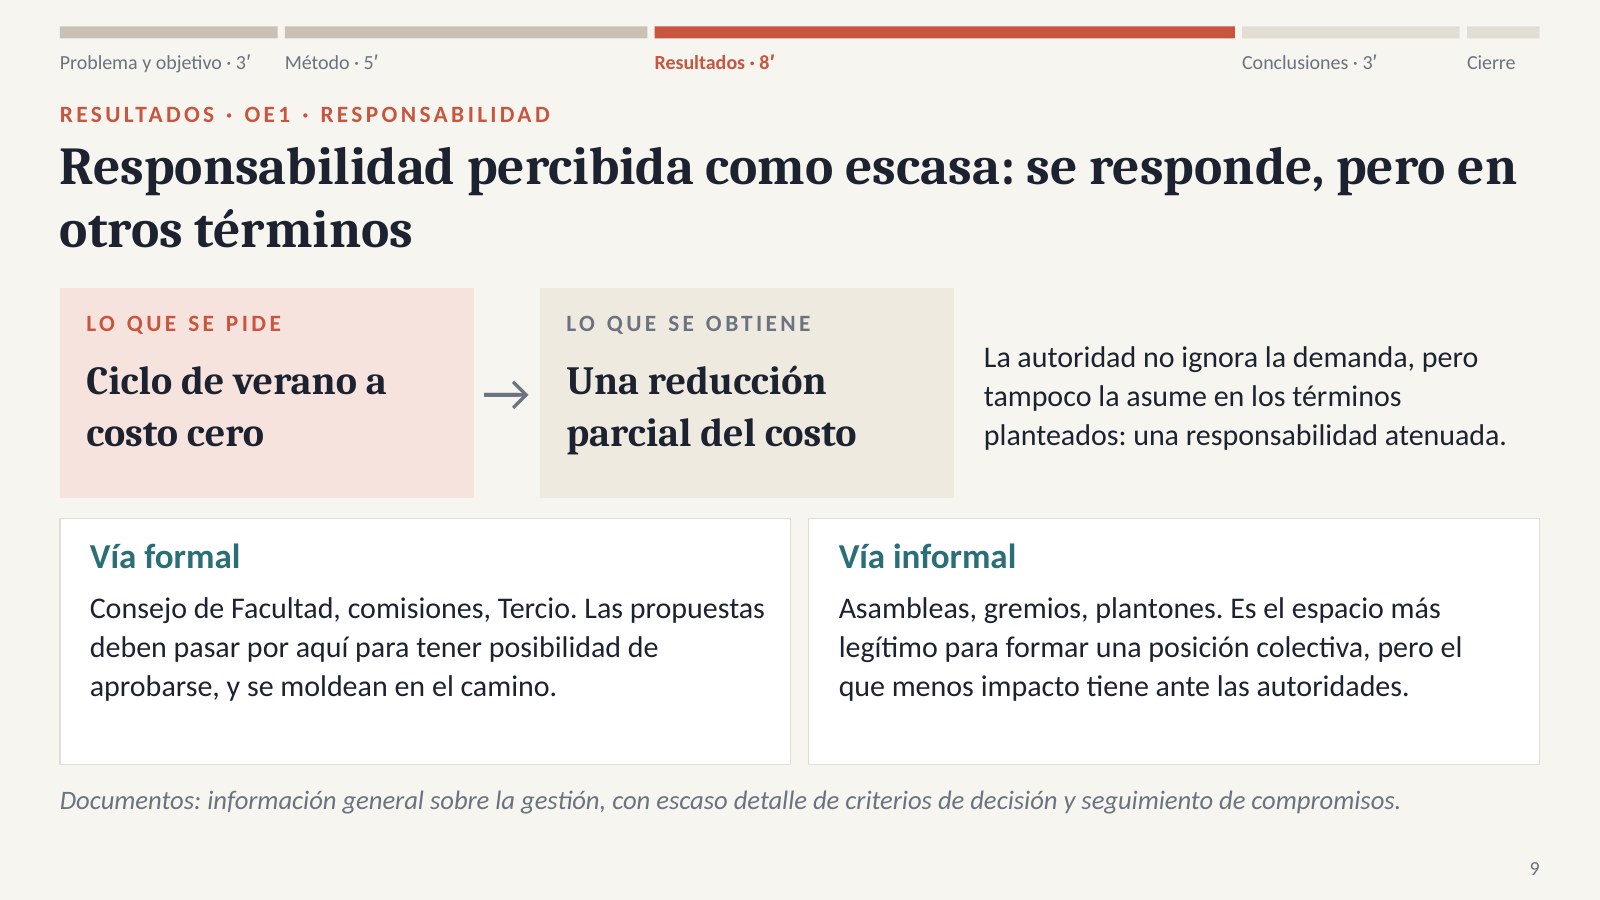 Problema y objetivo · 3′
Método · 5′
Resultados · 8′
Conclusiones · 3′
Cierre
RESULTADOS · OE1 · RESPONSABILIDAD
Responsabilidad percibida como escasa: se responde, pero en
otros términos
LO QUE SE PIDE
Ciclo de verano a
costo cero
→
LO QUE SE OBTIENE
Una reducción
parcial del costo
La autoridad no ignora la demanda, pero
tampoco la asume en los términos
planteados: una responsabilidad atenuada.
Vía formal
Consejo de Facultad, comisiones, Tercio. Las propuestas
deben pasar por aquí para tener posibilidad de
aprobarse, y se moldean en el camino.
Vía informal
Asambleas, gremios, plantones. Es el espacio más
legítimo para formar una posición colectiva, pero el
que menos impacto tiene ante las autoridades.
Documentos: información general sobre la gestión, con escaso detalle de criterios de decisión y seguimiento de compromisos.
9